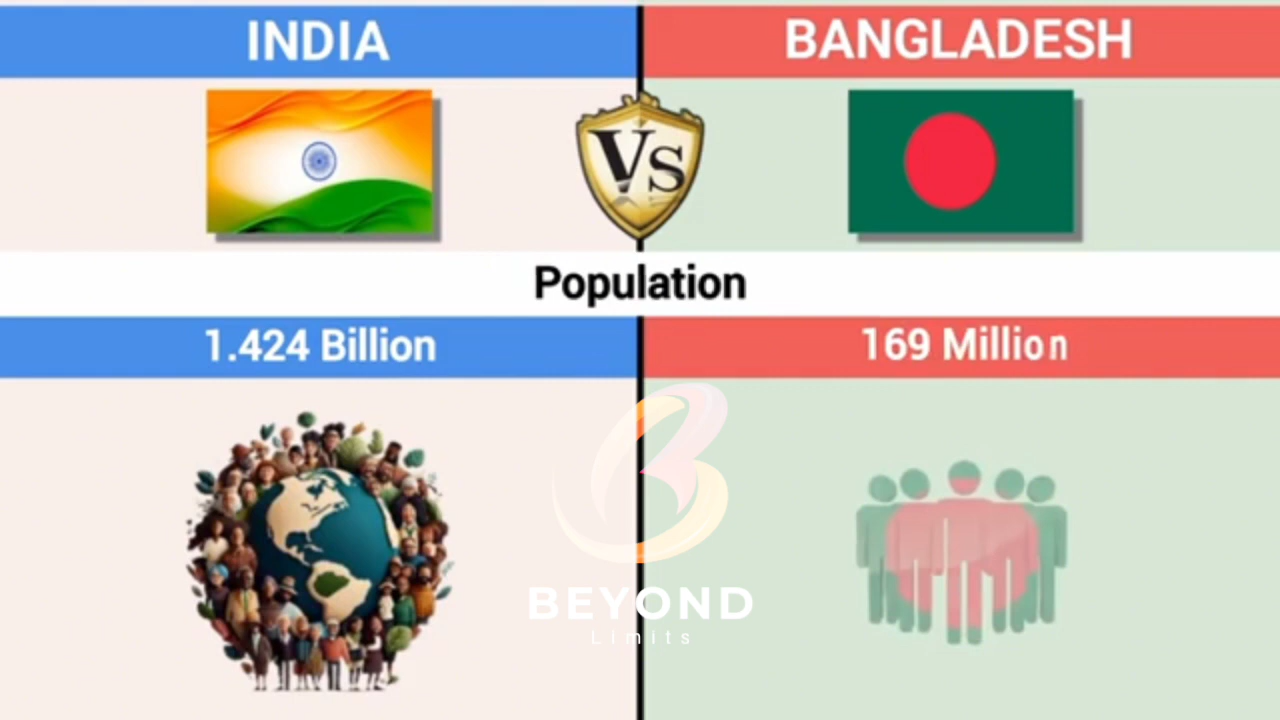 INDIA
BANGLADESH
VS
Population
1.424 Billion
169 Million
BEYOND
Limits